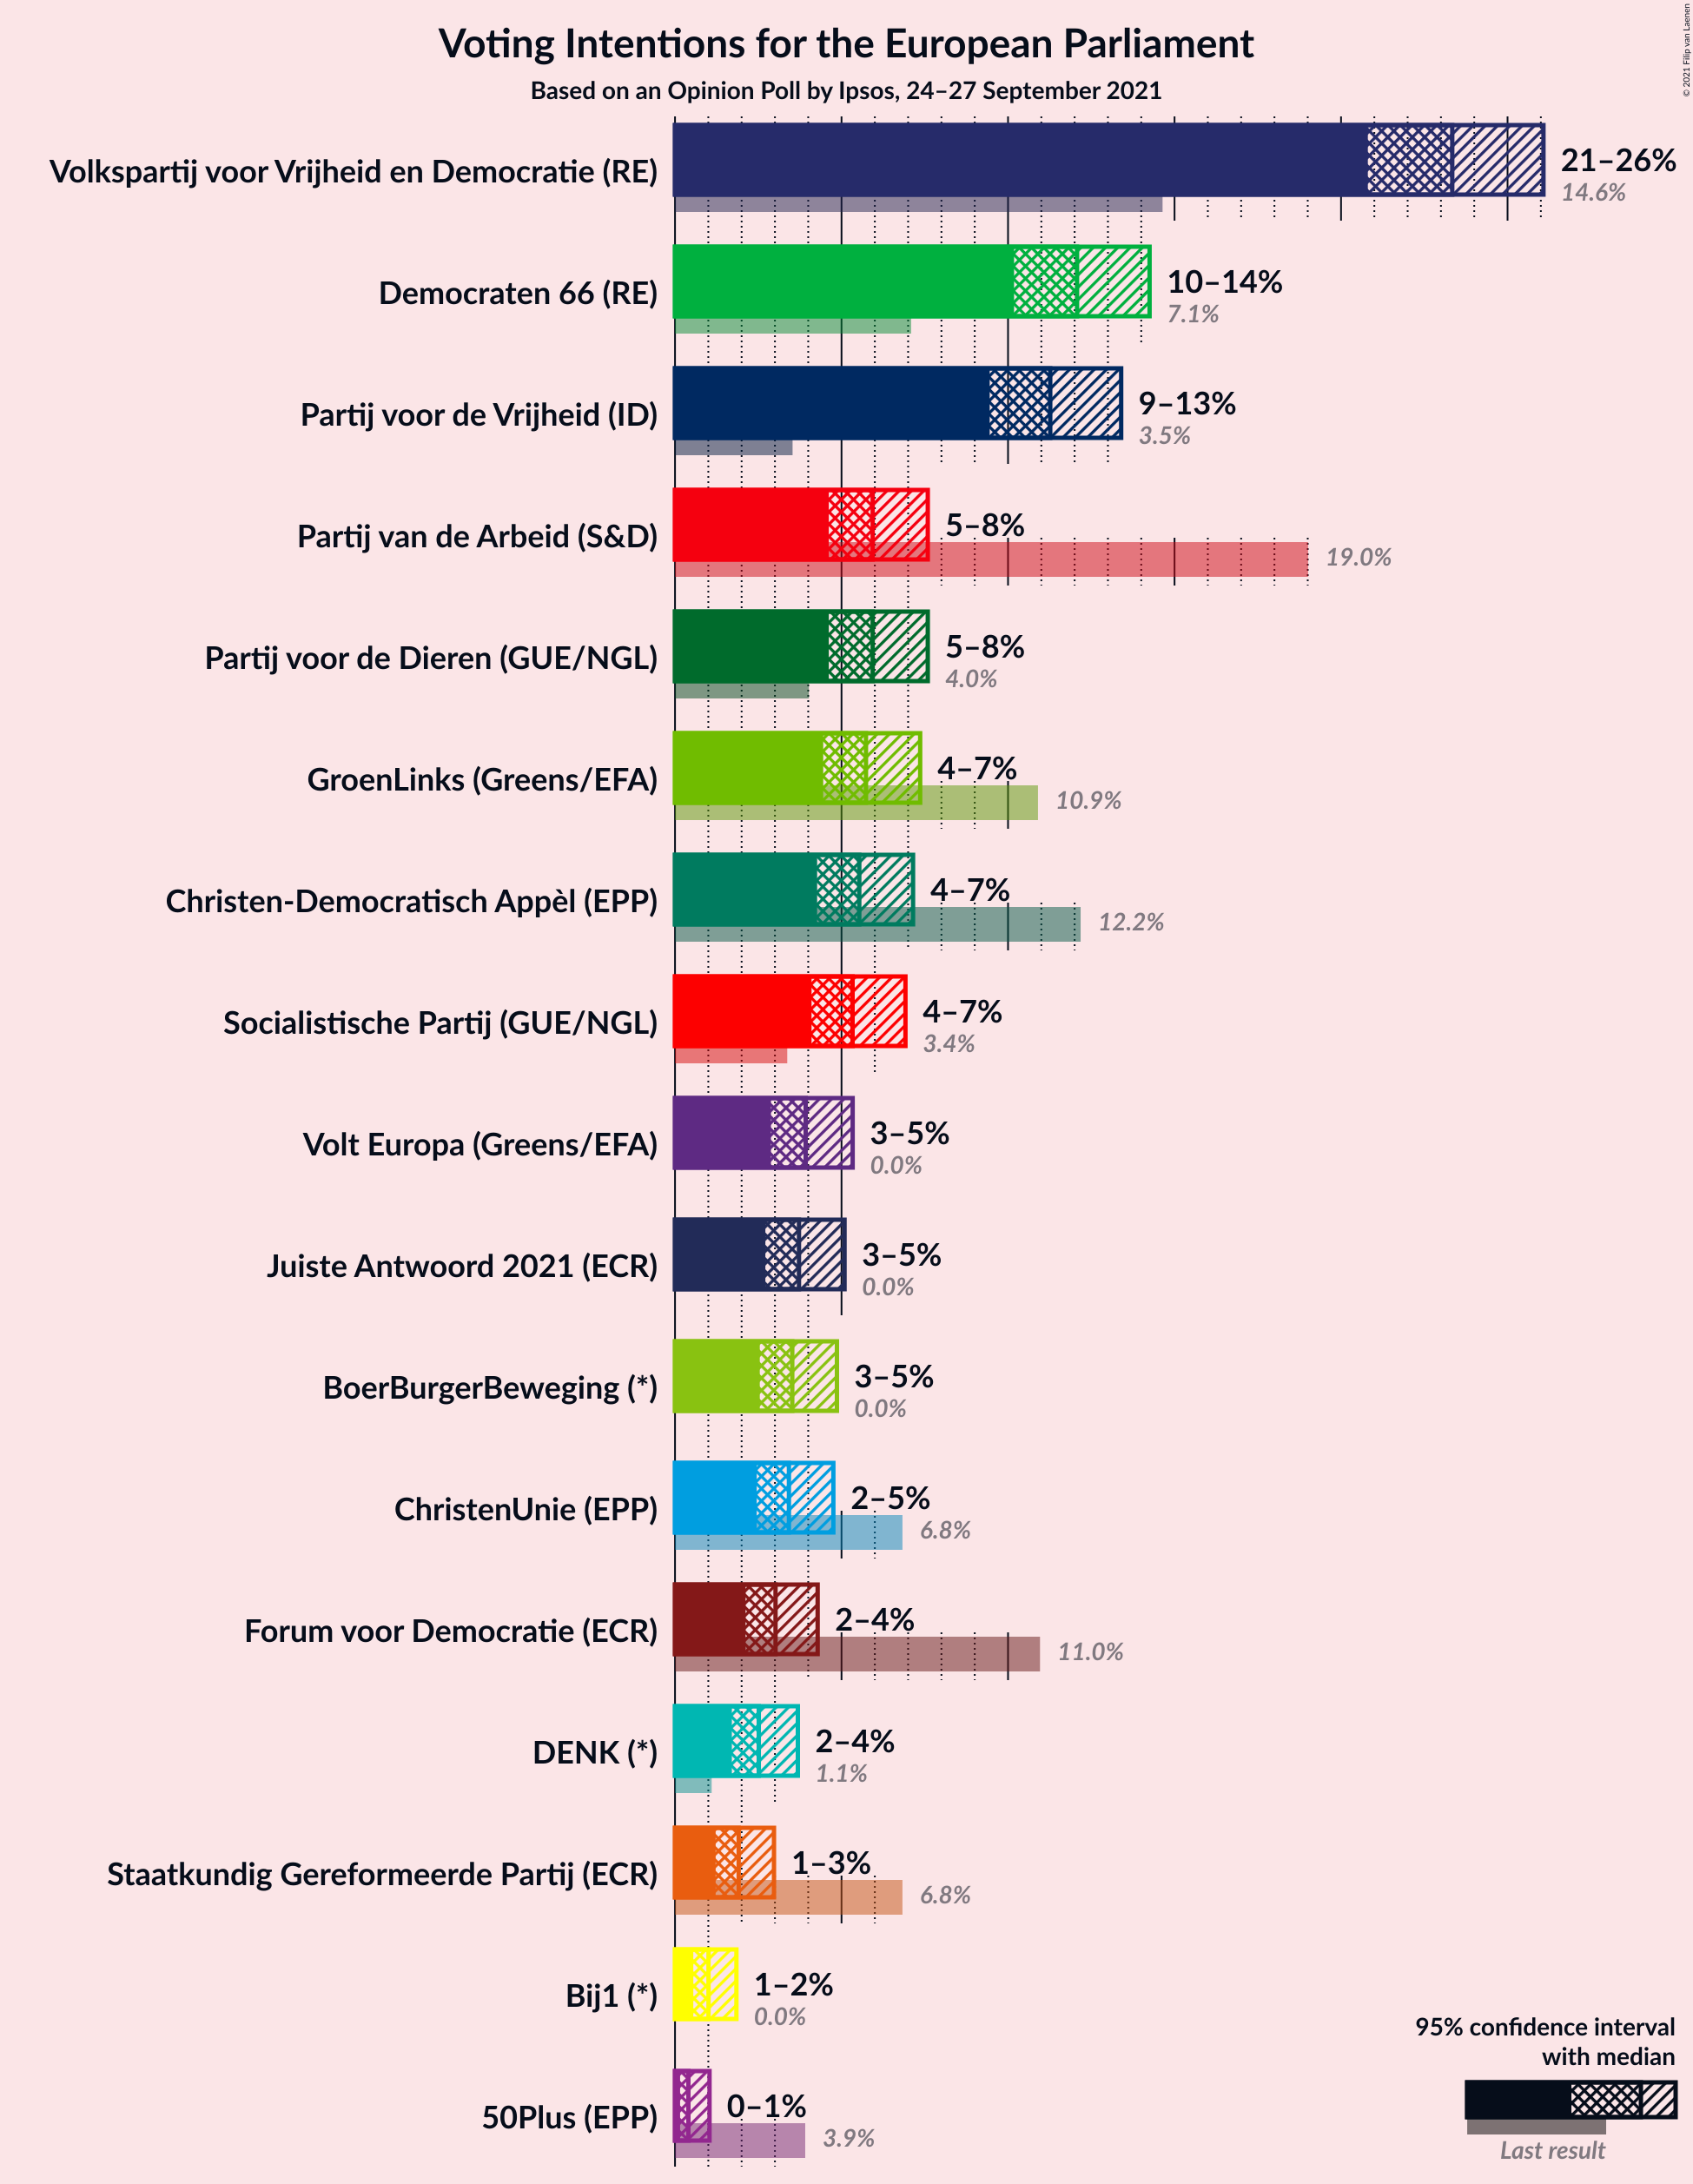 Voting Intentions for the European Parliament
Based on an Opinion Poll by Ipsos, 24–27 September 2021
© 2021 Filip van Laenen
Volkspartij voor Vrijheid en Democratie (RE)
21–26%
14.6%
Democraten 66 (RE)
10–14%
7.1%
Partij voor de Vrijheid (ID)
9–13%
3.5%
Partij van de Arbeid (S&D)
5–8%
19.0%
Partij voor de Dieren (GUE/NGL)
5–8%
4.0%
GroenLinks (Greens/EFA)
4–7%
10.9%
Christen-Democratisch Appèl (EPP)
4–7%
12.2%
Socialistische Partij (GUE/NGL)
4–7%
3.4%
Volt Europa (Greens/EFA)
3–5%
0.0%
Juiste Antwoord 2021 (ECR)
3–5%
0.0%
BoerBurgerBeweging (*)
3–5%
0.0%
ChristenUnie (EPP)
2–5%
6.8%
Forum voor Democratie (ECR)
2–4%
11.0%
DENK (*)
2–4%
1.1%
Staatkundig Gereformeerde Partij (ECR)
1–3%
6.8%
Bij1 (*)
1–2%
0.0%
50Plus (EPP)
0–1%
3.9%
95% confidence interval
with median
Last result